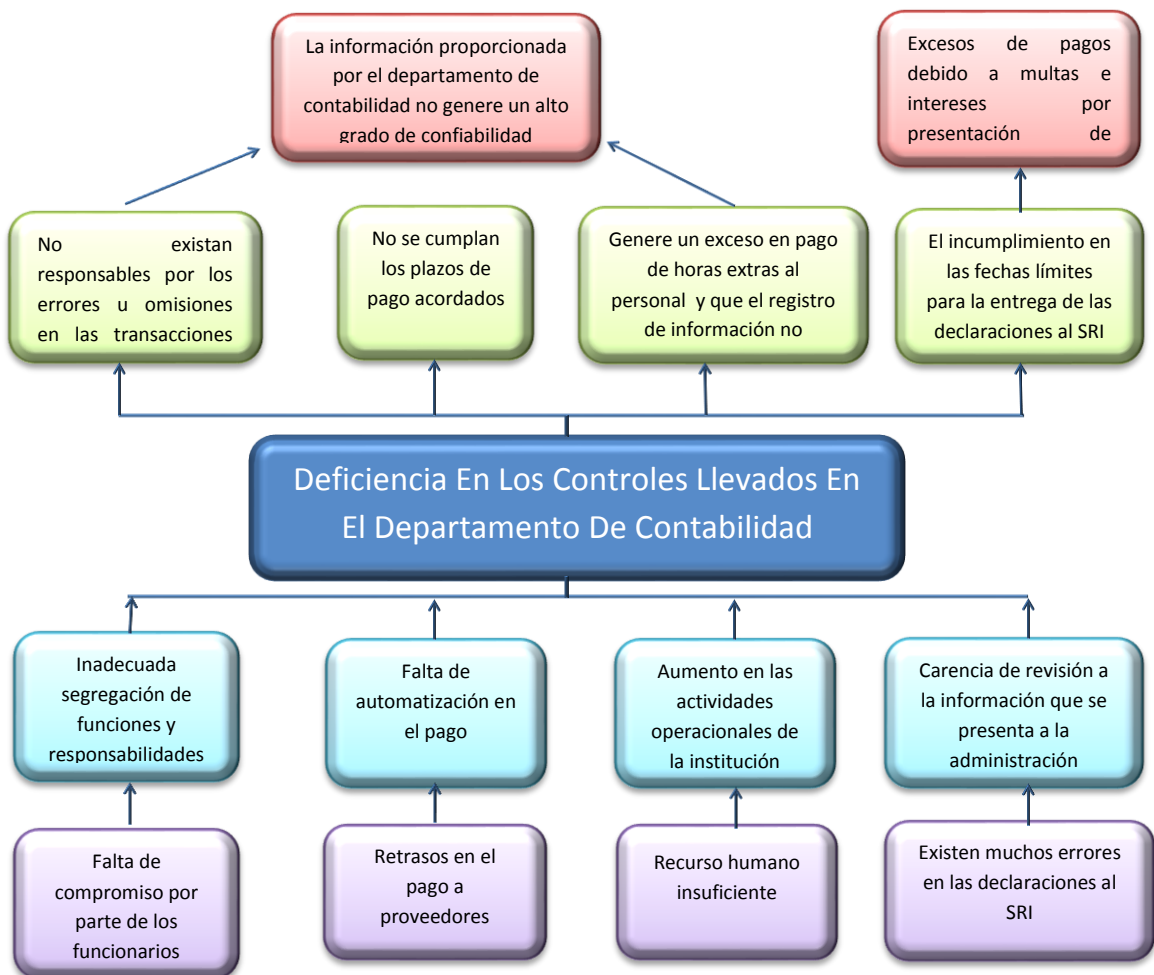 La información proporcionada
por el departamento de
contabilidad no genere un alto
grado de confiabilidad
Excesos de pagos
debido a multas e
intereses por
presentación de
No existan
responsables por los
errores u omisiones
en las transacciones
No se cumplan
los plazos de
pago acordados
Genere un exceso en pago
de horas extras al
personal y que el registro
de información no
El incumplimiento en
las fechas límites
para la entrega de las
declaraciones al SRI
Deficiencia En Los Controles Llevados En
El Departamento De Contabilidad
Inadecuada
segregación de
funciones y
responsabilidades
Falta de
automatización en
el pago
Aumento en las
actividades
operacionales de
la institución
Carencia de revisión a
la información que se
presenta a la
administración
Falta de
compromiso por
parte de los
funcionarios
Retrasos en el
pago a
proveedores
Recurso humano
insuficiente
Existen muchos errores
en las declaraciones al
SRI